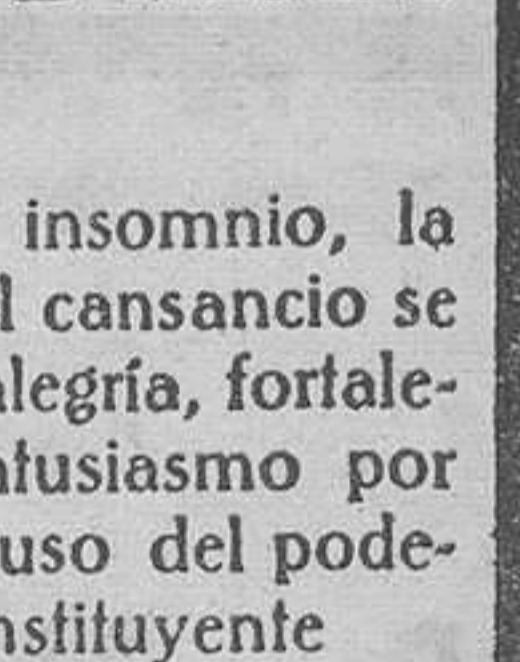 insomnio, la
l cansancio se
alegría, fortale-
ntusiasmo por
uso del pode-
nstituyente